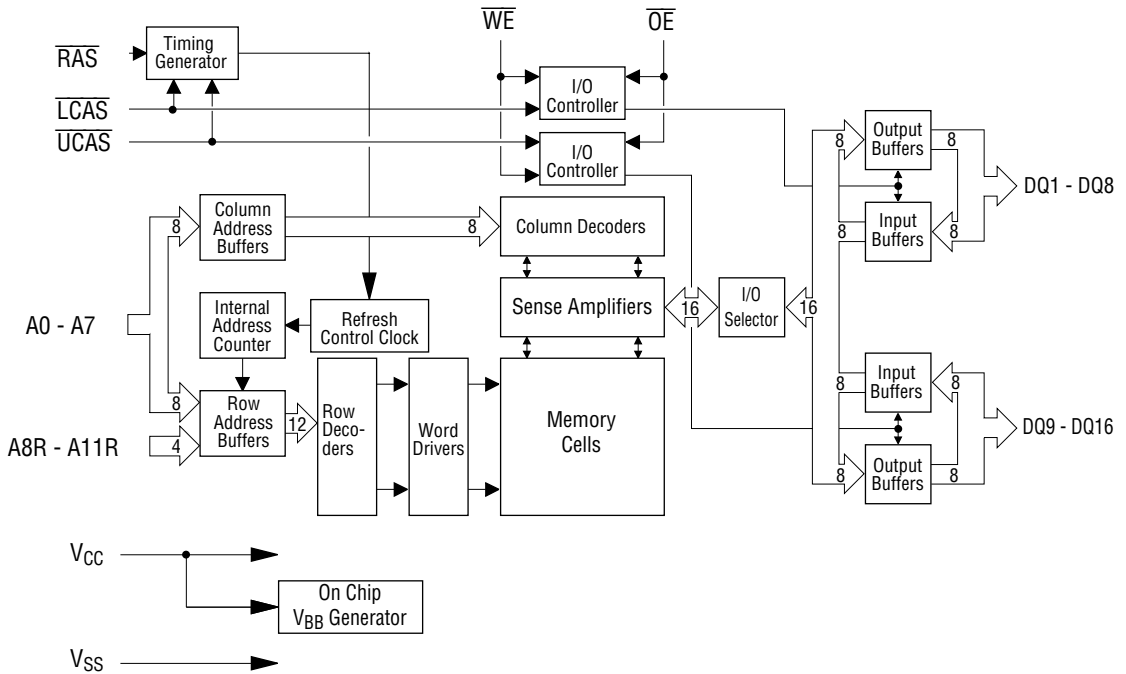 WE
OE
Timing
Generator
RAS
I/O
Controller
LCAS
UCAS
I/O
Controller
Output
Buffers
8
8
DQ1 - DQ8
Input
Buffers
8
8
Column
Address
Buffers
8
8
Column Decoders
A0 - A7
Internal
Address
Counter
Refresh
Control Clock
Sense Amplifiers
16
I/O
Selector
16
8
Row
Address
Buffers
12
A8R - A11R
4
Row
Deco-
ders
Word
Drivers
Memory
Cells
Input
Buffers
8
8
DQ9 - DQ16
Output
Buffers
8
8
VCC
On Chip
VBB Generator
VSS